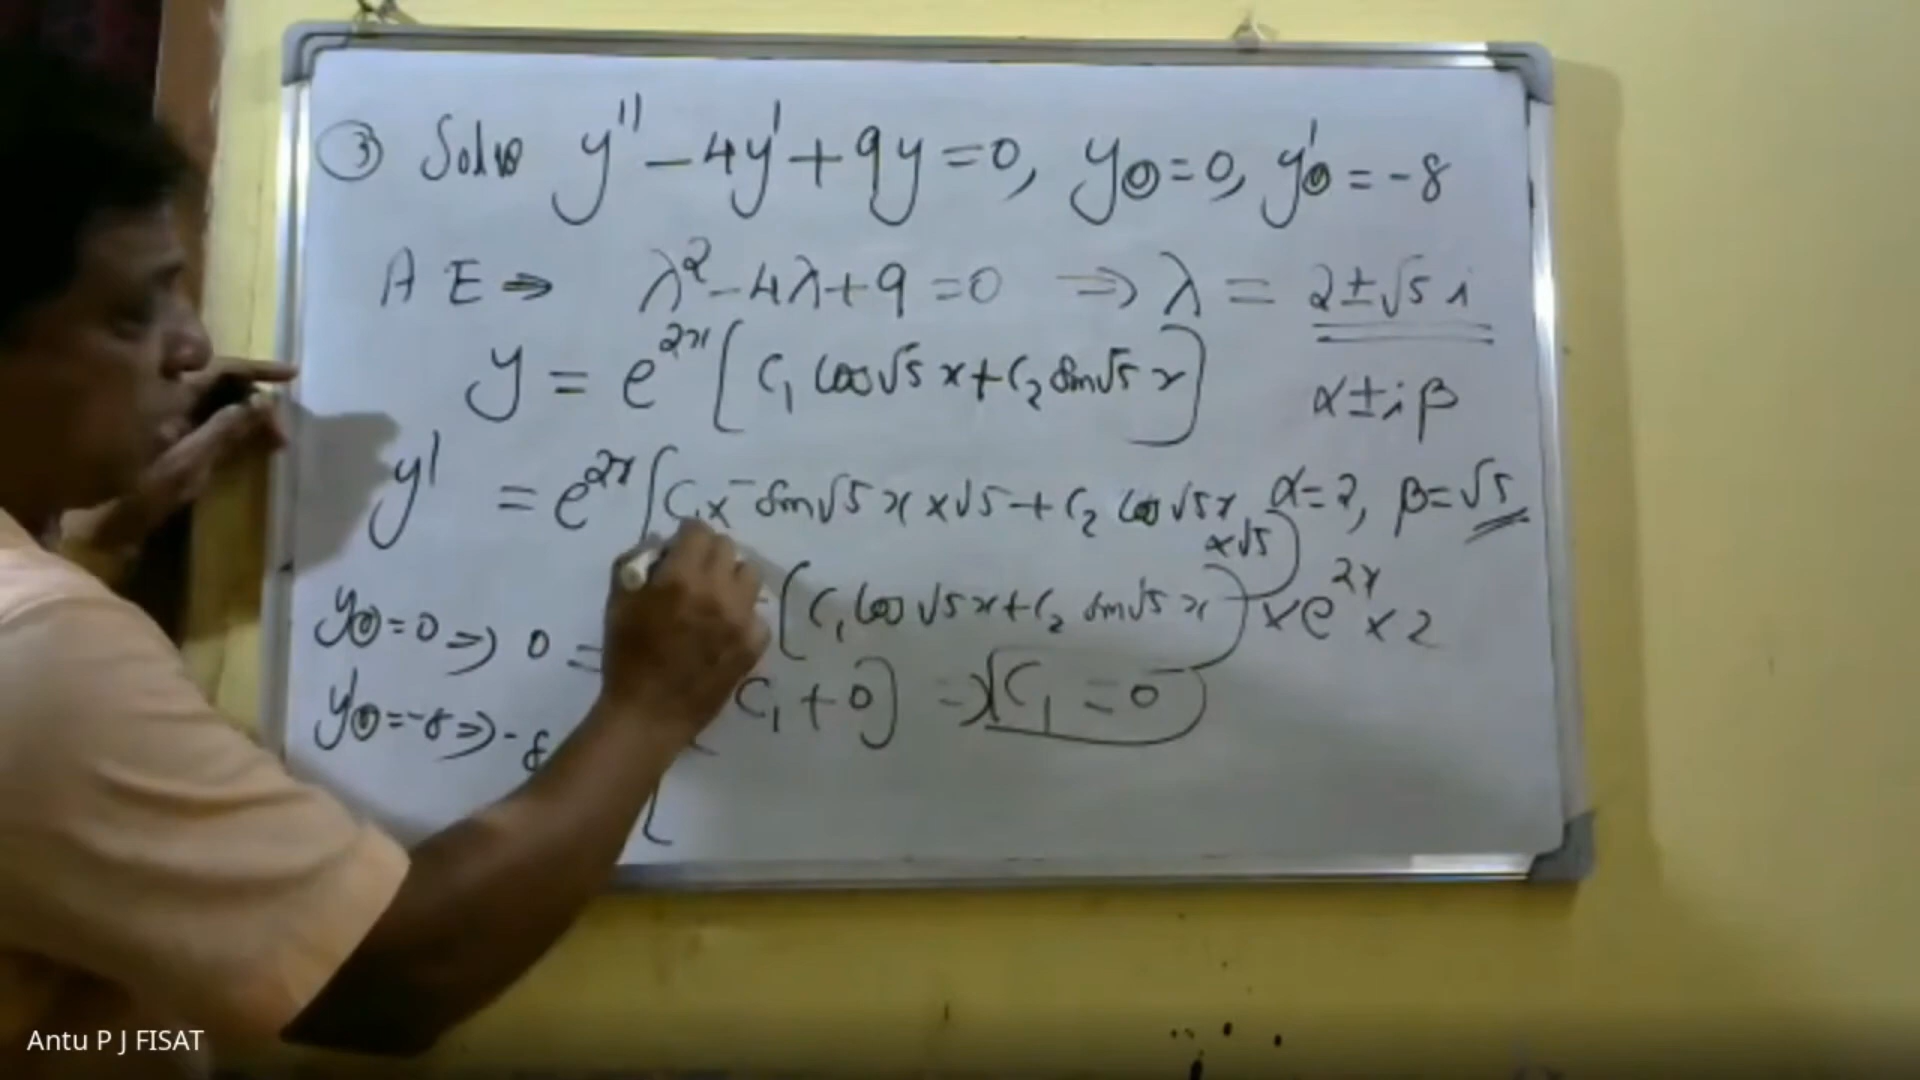 ③ Solve y'' - 4y' + 9y = 0, y(0) = 0, y'(0) = -8
A E ⇒ λ² - 4λ + 9 = 0 ⇒ λ = 2 ± √5 i
y = e^{2x} [C₁ cos √5 x + C₂ sin √5 x]
α ± i β
y' = e^{2x} [C₁ x - sin √5 x x √5 + C₂ cos √5 x x √5
α = 2, β = √5
[C₁ cos √5 x + C₂ sin √5 x] x e^{2x} x 2
y(0) = 0 ⇒ 0 =
C₁ + 0] ⇒ C₁ = 0
y'(0) = -8 ⇒ -8
[
Antu P J FISAT